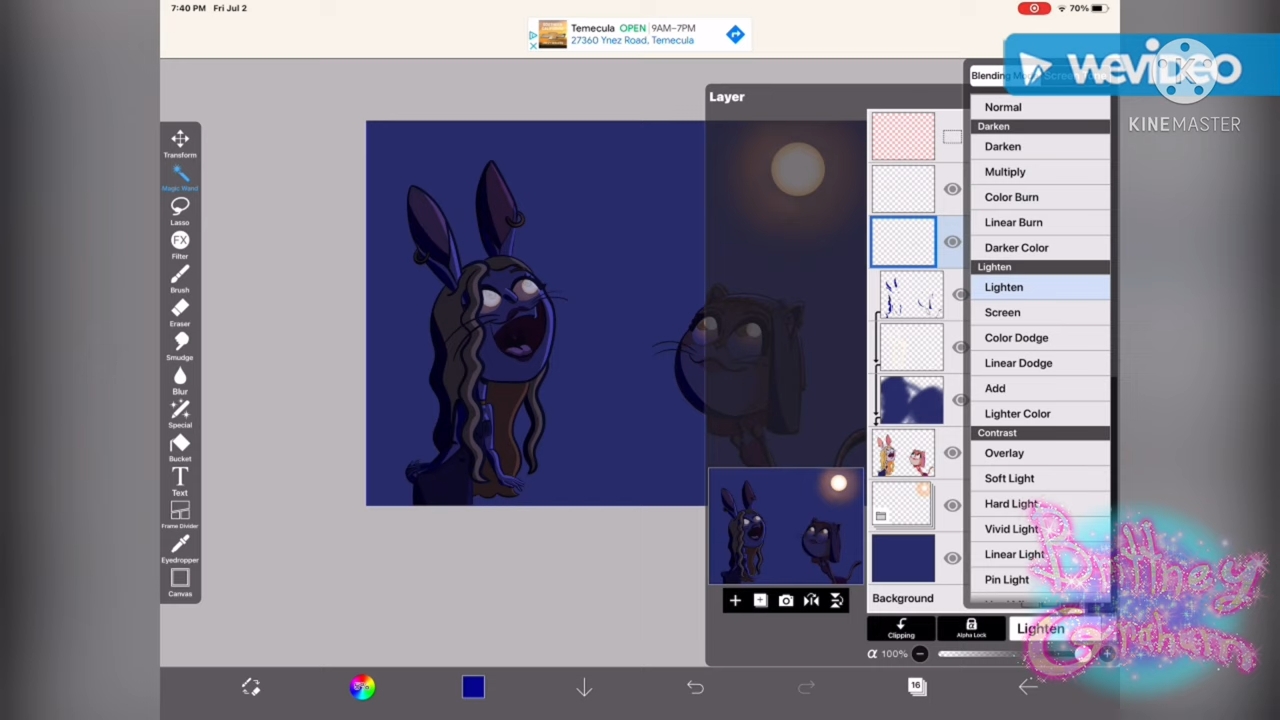 7:40 PM Fri Jul 2
70%
Temecula OPEN 9AM–7PM
27360 Ynez Road, Temecula
wevideo
KINEMASTER
Layer
Normal
Darken
Darken
Multiply
Color Burn
Linear Burn
Darker Color
Lighten
Lighten
Screen
Color Dodge
Linear Dodge
Add
Lighter Color
Contrast
Overlay
Soft Light
Hard Light
Vivid Light
Linear Light
Pin Light
Transform
Magic Wand
Lasso
FX
Filter
Brush
Eraser
Smudge
Blur
Special
Bucket
T
Text
Frame Divider
Eyedropper
Canvas
Background
Clipping
Alpha Lock
Lighten
α 100%
16
Brittney